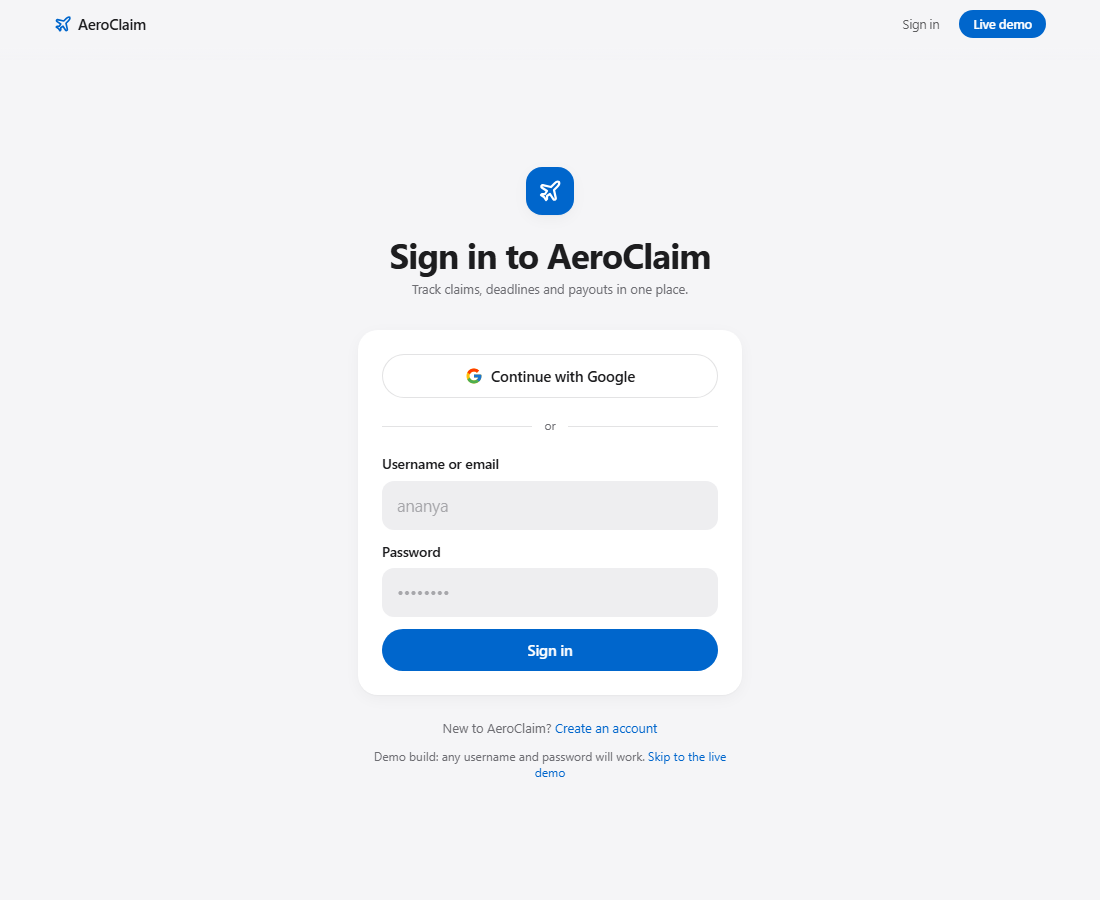 AeroClaim
Sign in
Live demo
Sign in to AeroClaim
Track claims, deadlines and payouts in one place.
Continue with Google
or
Username or email
ananya
Password
••••••••
Sign in
New to AeroClaim? Create an account
Demo build: any username and password will work. Skip to the live
demo